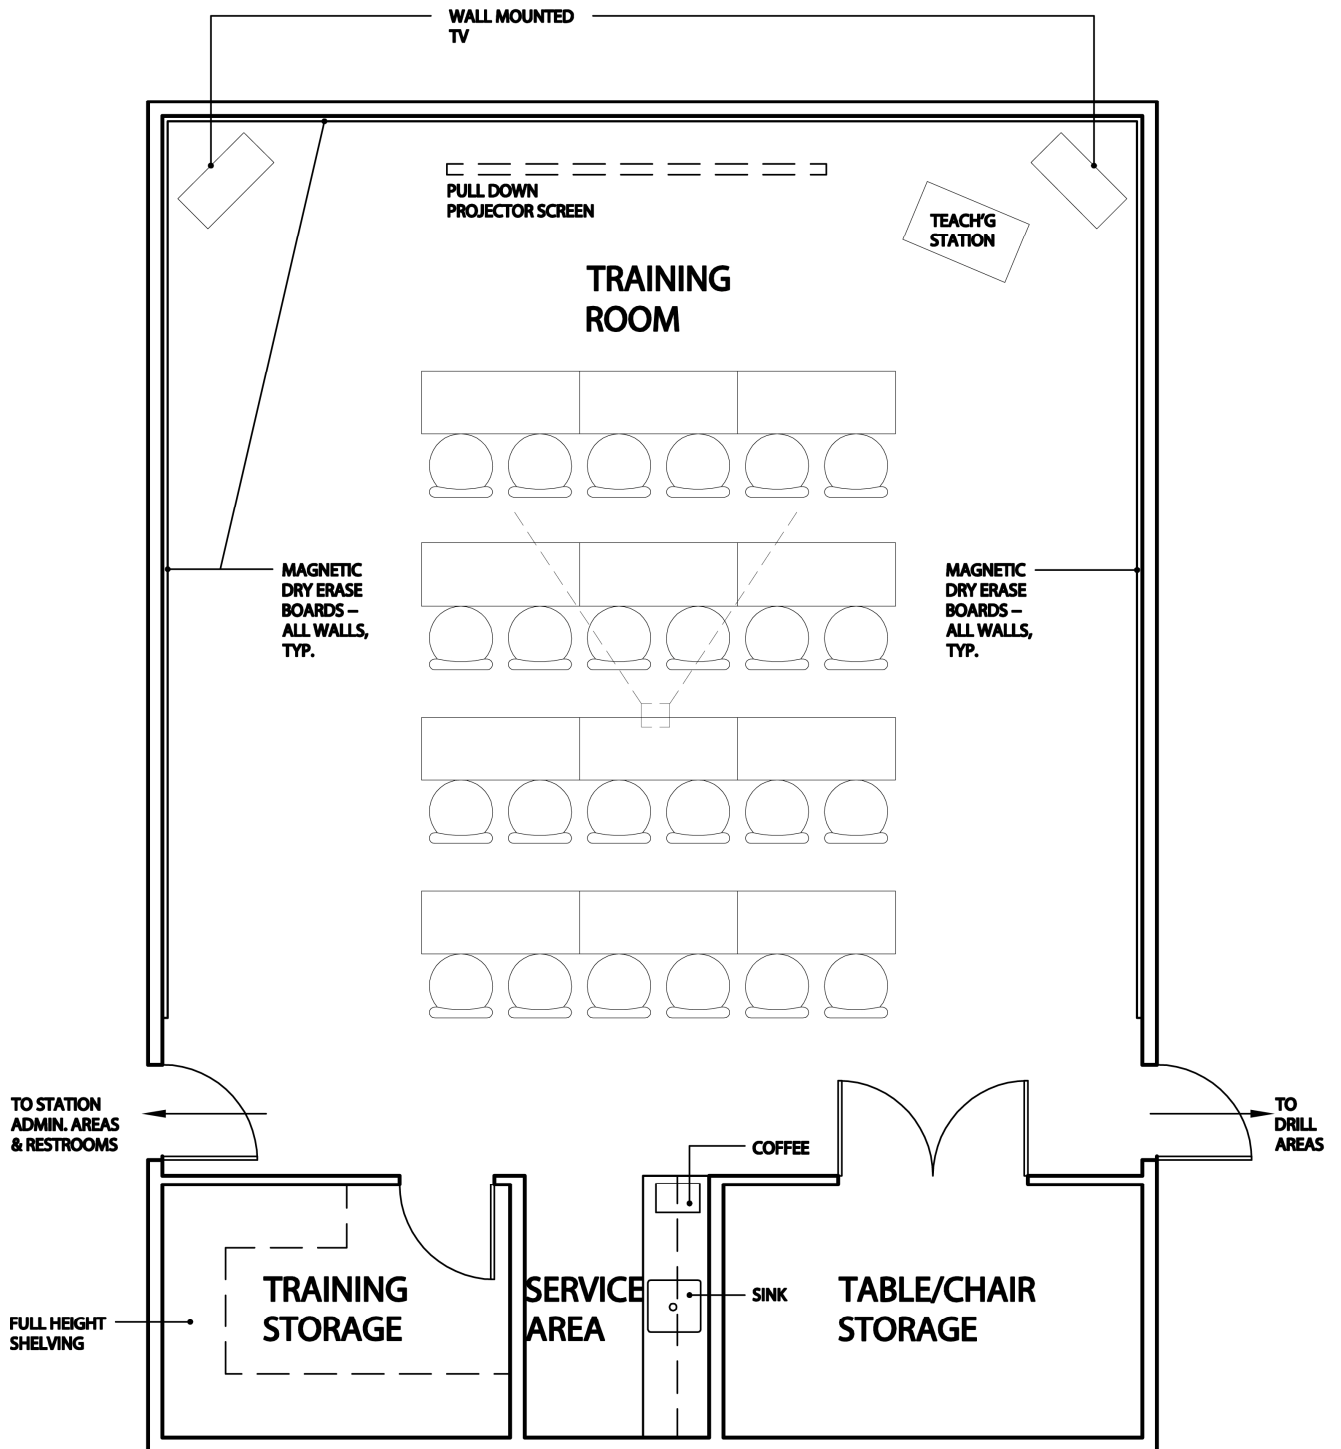 WALL MOUNTED
TV
PULL DOWN
PROJECTOR SCREEN
TEACH'G
STATION
TRAINING
ROOM
MAGNETIC
DRY ERASE
BOARDS –
ALL WALLS,
TYP.
MAGNETIC
DRY ERASE
BOARDS –
ALL WALLS,
TYP.
TO STATION
ADMIN. AREAS
& RESTROOMS
TO
DRILL
AREAS
COFFEE
TRAINING
STORAGE
SERVICE
AREA
SINK
TABLE/CHAIR
STORAGE
FULL HEIGHT
SHELVING